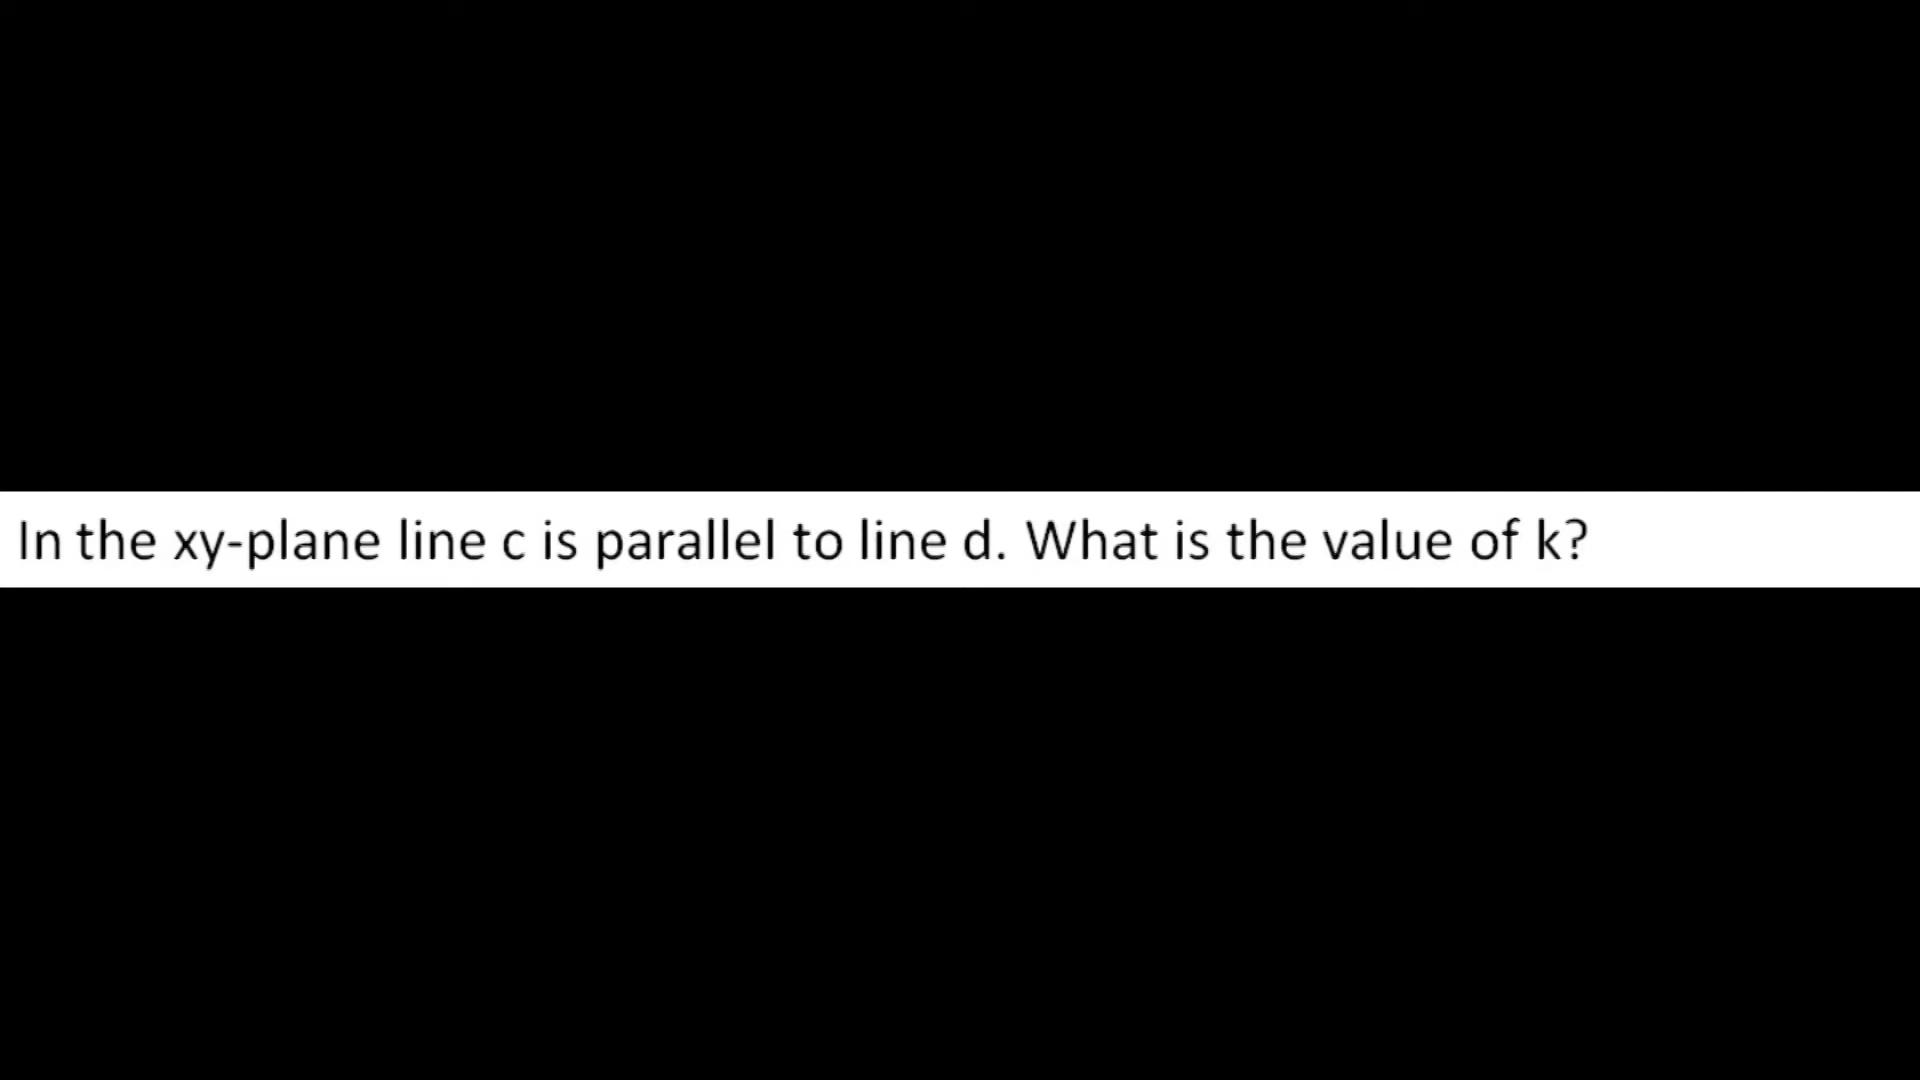 In the xy-plane line c is parallel to line d. What is the value of k?